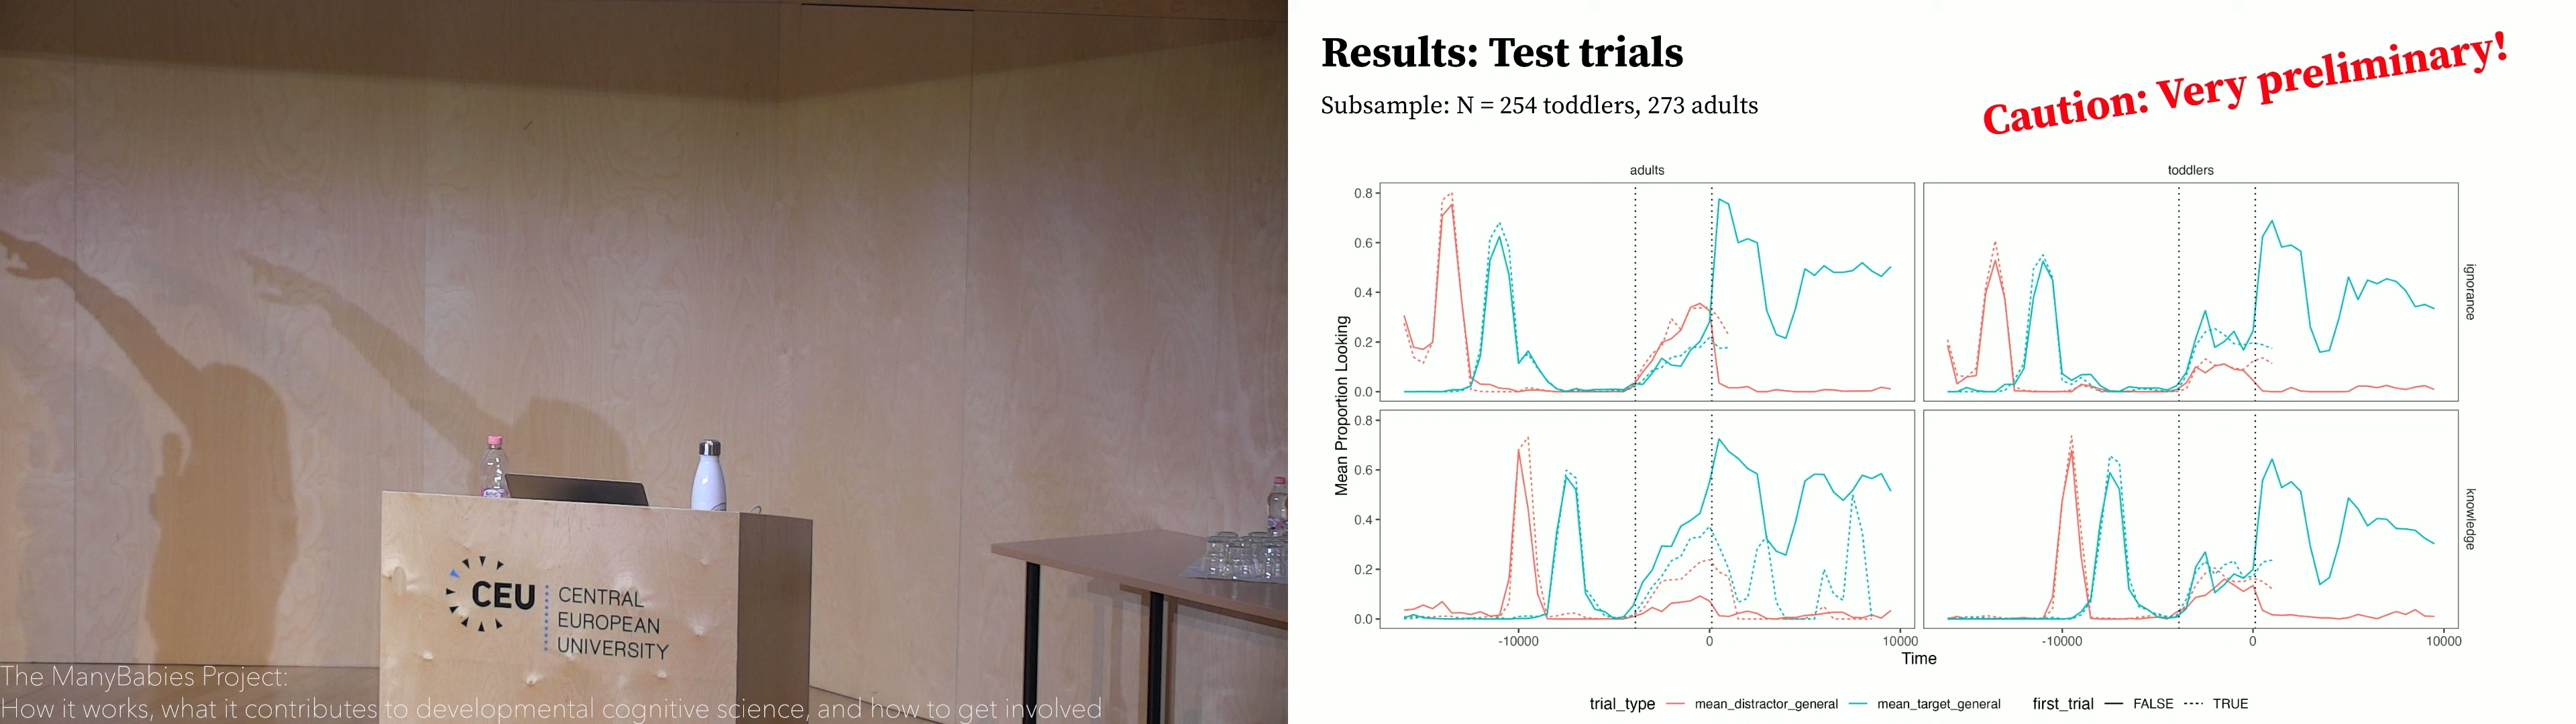 CEU
CENTRAL
EUROPEAN
UNIVERSITY
The ManyBabies Project:
How it works, what it contributes to developmental cognitive science, and how to get involved
Results: Test trials
Subsample: N = 254 toddlers, 273 adults
Caution: Very preliminary!
adults
toddlers
0.8
0.6
0.4
0.2
0.0
ignorance
0.8
0.6
0.4
0.2
0.0
knowledge
Mean Proportion Looking
-10000 0 10000
-10000 0 10000
Time
trial_type mean_distractor_general mean_target_general first_trial FALSE TRUE